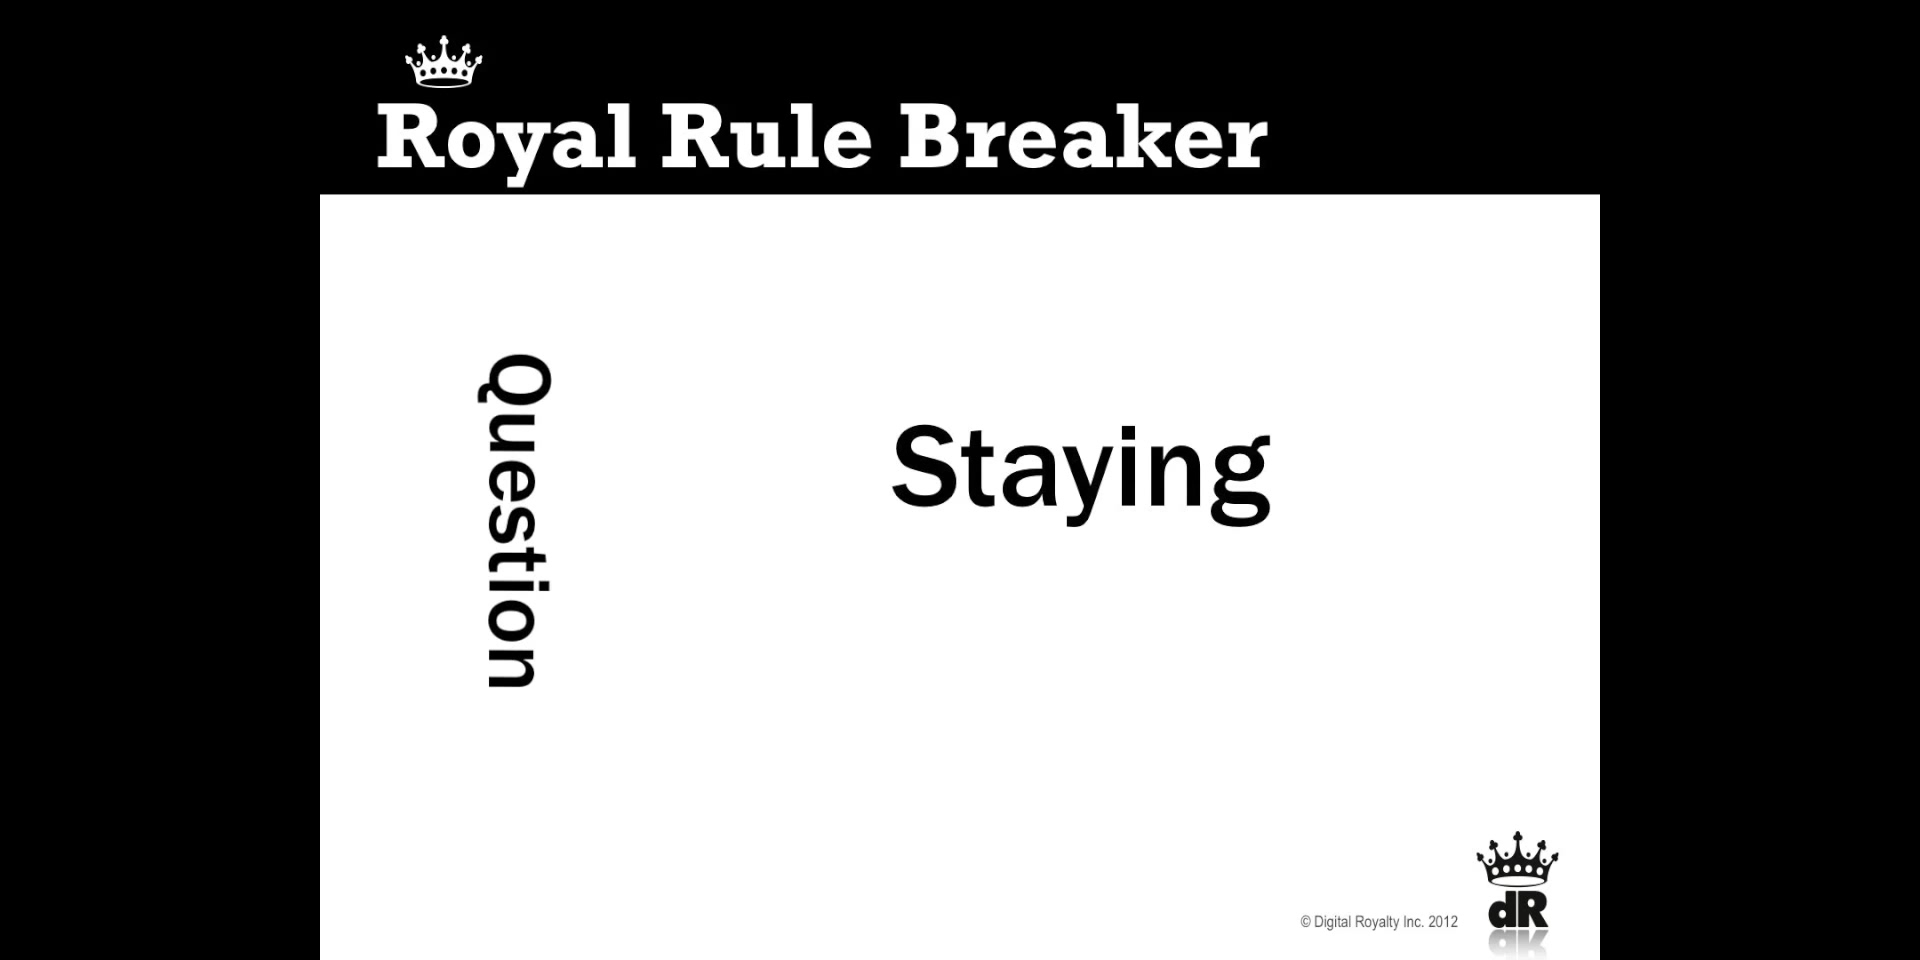 Royal Rule Breaker
Question
Staying
© Digital Royalty Inc. 2012
dR